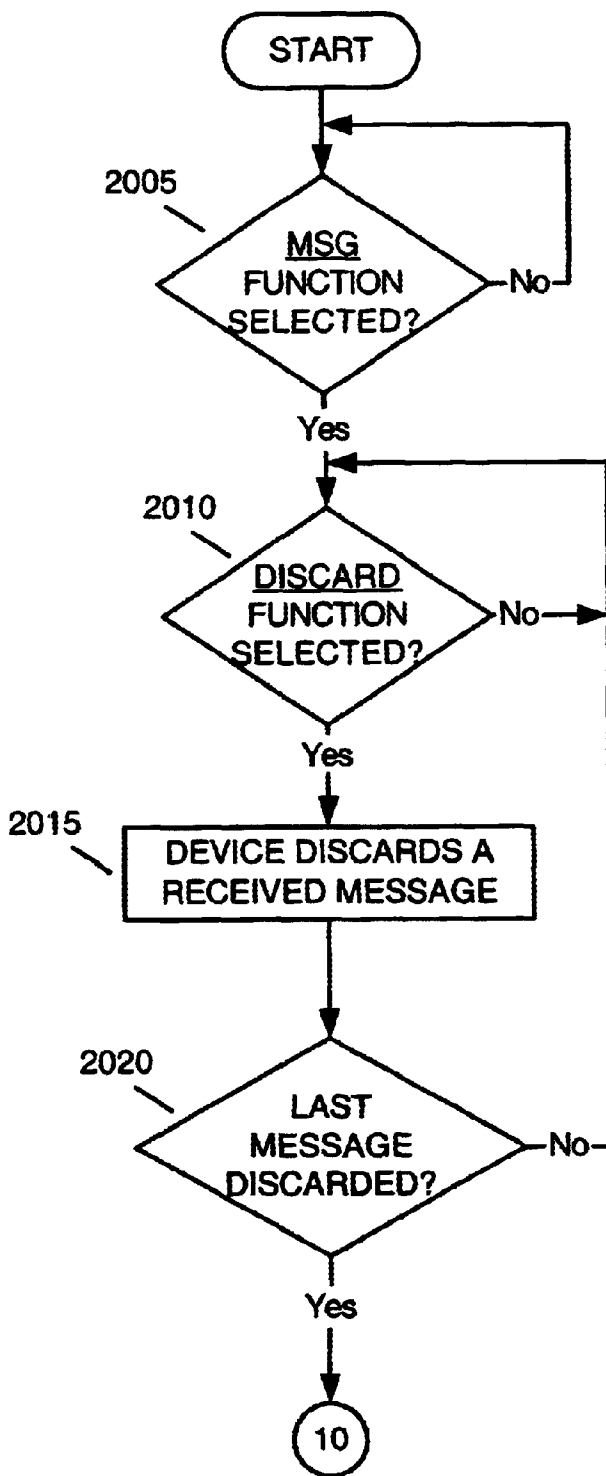 START
2005
MSG
FUNCTION
SELECTED?
No
Yes
2010
DISCARD
FUNCTION
SELECTED?
No
Yes
2015
DEVICE DISCARDS A
RECEIVED MESSAGE
2020
LAST
MESSAGE
DISCARDED?
No
Yes
10